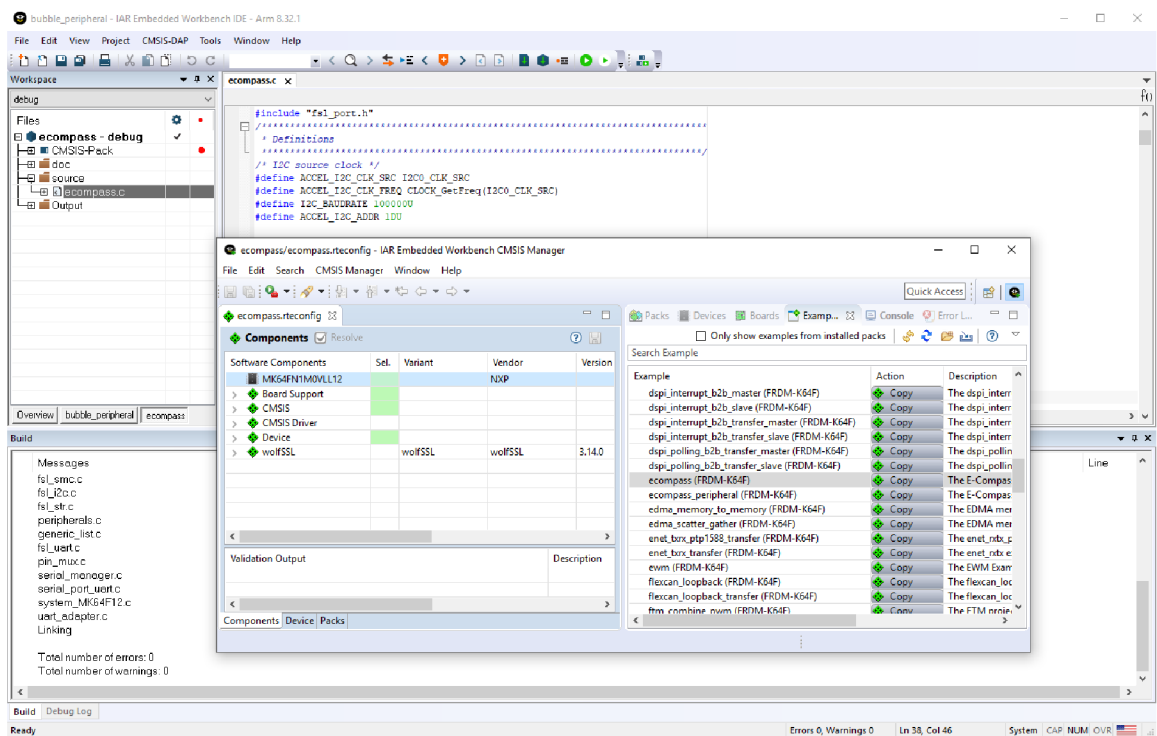 bubble_peripheral - IAR Embedded Workbench IDE - Arm 8.32.1
File Edit View Project CMSIS-DAP Tools Window Help
Workspace
debug
Files
ecompass - debug
CMSIS-Pack
doc
source
ecompass.c
Output
Overview bubble_peripheral ecompass
ecompass.c x
f()
#include "fsl_port.h"
/*******************************************************************************
* Definitions
******************************************************************************/
/* I2C source clock */
#define ACCEL_I2C_CLK_SRC I2C0_CLK_SRC
#define ACCEL_I2C_CLK_FREQ CLOCK_GetFreq(I2C0_CLK_SRC)
#define I2C_BAUDRATE 100000U
#define ACCEL_I2C_ADDR 1DU
ecompass/ecompass.rteconfig - IAR Embedded Workbench CMSIS Manager
File Edit Search CMSIS Manager Window Help
Quick Access
ecompass.rteconfig
Components Resolve
Software Components Sel. Variant Vendor Version
MK64FN1M0VLL12 NXP
Board Support
CMSIS
CMSIS Driver
Device
wolfSSL wolfSSL wolfSSL 3.14.0
Validation Output Description
Components Device Packs
Packs Devices Boards Examp... Console Error L...
Only show examples from installed packs
Search Example
Example Action Description
dspi_interrupt_b2b_master (FRDM-K64F) Copy The dspi_interr
dspi_interrupt_b2b_slave (FRDM-K64F) Copy The dspi_interr
dspi_interrupt_b2b_transfer_master (FRDM-K64F) Copy The dspi_interr
dspi_interrupt_b2b_transfer_slave (FRDM-K64F) Copy The dspi_interr
dspi_polling_b2b_transfer_master (FRDM-K64F) Copy The dspi_pollin
dspi_polling_b2b_transfer_slave (FRDM-K64F) Copy The dspi_pollin
ecompass (FRDM-K64F) Copy The E-Compas
ecompass_peripheral (FRDM-K64F) Copy The E-Compas
edma_memory_to_memory (FRDM-K64F) Copy The EDMA mer
edma_scatter_gather (FRDM-K64F) Copy The EDMA mer
enet_txrx_ptp1588_transfer (FRDM-K64F) Copy The enet_rxtx_p
enet_txrx_transfer (FRDM-K64F) Copy The enet_rxtx e
ewm (FRDM-K64F) Copy The EWM Exam
flexcan_loopback (FRDM-K64F) Copy The flexcan_loc
flexcan_loopback_transfer (FRDM-K64F) Copy The flexcan_loc
ftm_combine_pwm (FRDM-K64F) Copy The FTM projec
Build
Messages Line
fsl_smc.c
fsl_i2c.c
fsl_str.c
peripherals.c
generic_list.c
fsl_uart.c
pin_mux.c
serial_manager.c
serial_port_uart.c
system_MK64F12.c
uart_adapter.c
Linking
Total number of errors: 0
Total number of warnings: 0
Build Debug Log
Ready Errors 0, Warnings 0 Ln 38, Col 46 System CAP NUM OVR